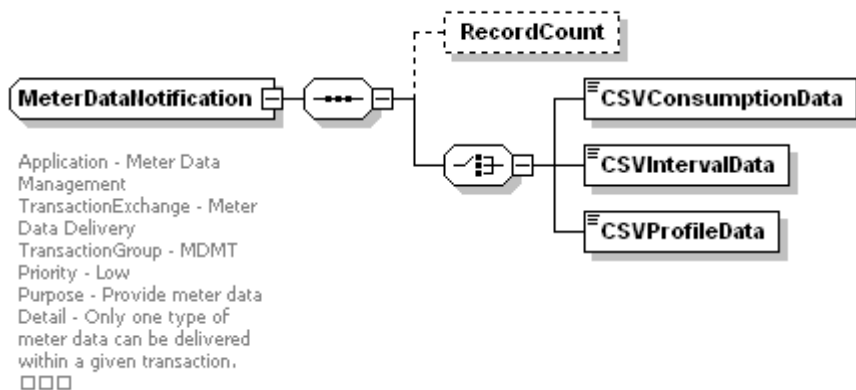 RecordCount
MeterDataNotification
CSVConsumptionData
CSVIntervalData
CSVProfileData
Application - Meter Data
Management
TransactionExchange - Meter
Data Delivery
TransactionGroup - MDMT
Priority - Low
Purpose - Provide meter data
Detail - Only one type of
meter data can be delivered
within a given transaction.
□□□